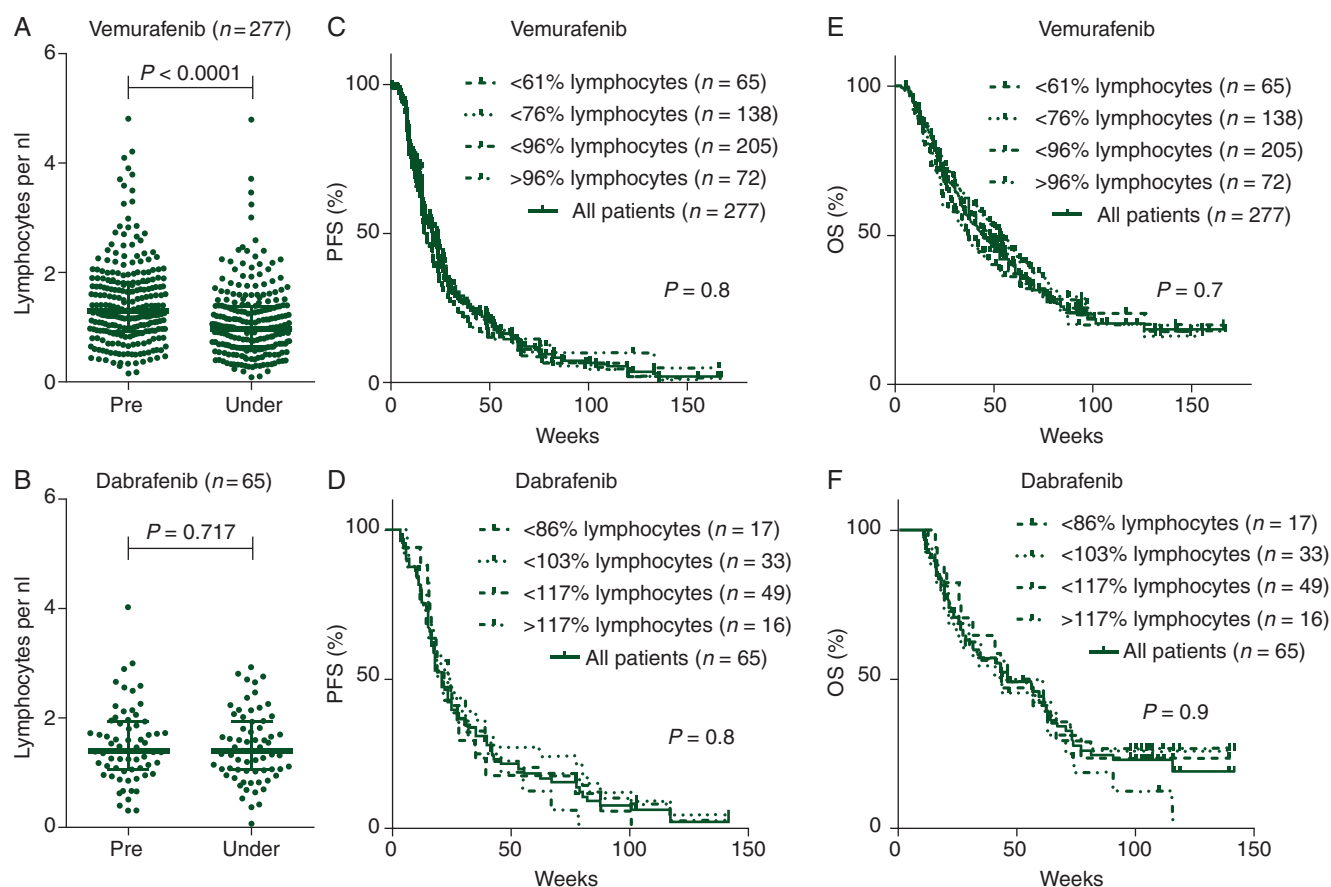 A
Vemurafenib (n = 277)
6
4
2
0
Lymphocytes per nl
P < 0.0001
Pre
Under
C
Vemurafenib
100
50
0
PFS (%)
<61% lymphocytes (n = 65)
<76% lymphocytes (n = 138)
<96% lymphocytes (n = 205)
>96% lymphocytes (n = 72)
All patients (n = 277)
P = 0.8
0
50
100
150
Weeks
E
Vemurafenib
100
50
0
OS (%)
<61% lymphocytes (n = 65)
<76% lymphocytes (n = 138)
<96% lymphocytes (n = 205)
>96% lymphocytes (n = 72)
All patients (n = 277)
P = 0.7
0
50
100
150
Weeks
B
Dabrafenib (n = 65)
6
4
2
0
Lymphocytes per nl
P = 0.717
Pre
Under
D
Dabrafenib
100
50
0
PFS (%)
<86% lymphocytes (n = 17)
<103% lymphocytes (n = 33)
<117% lymphocytes (n = 49)
>117% lymphocytes (n = 16)
All patients (n = 65)
P = 0.8
0
50
100
150
Weeks
F
Dabrafenib
100
50
0
OS (%)
<86% lymphocytes (n = 17)
<103% lymphocytes (n = 33)
<117% lymphocytes (n = 49)
>117% lymphocytes (n = 16)
All patients (n = 65)
P = 0.9
0
50
100
150
Weeks